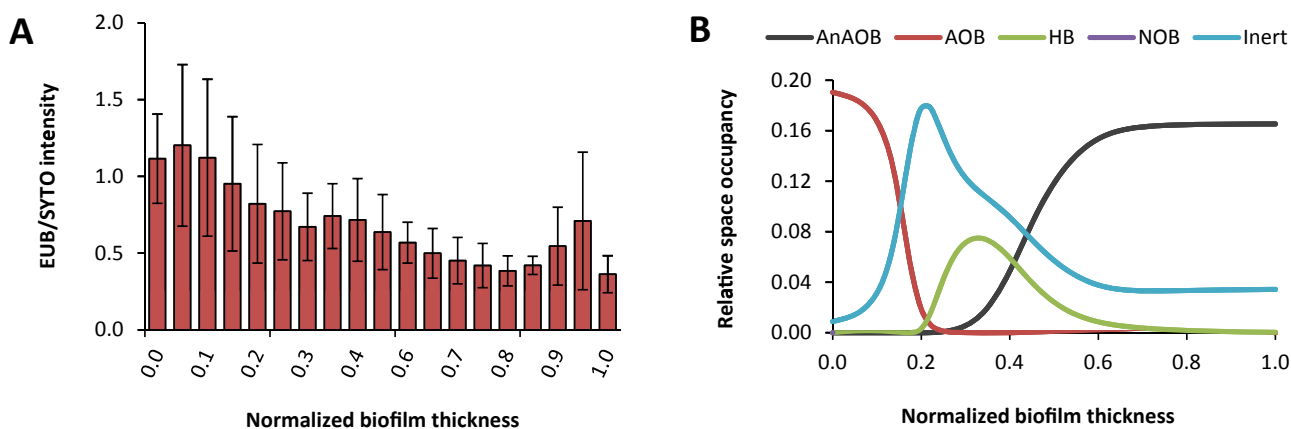 A
2.0
1.5
1.0
0.5
0.0
EUB/SYTO intensity
0.0 0.1 0.2 0.3 0.4 0.6 0.7 0.8 0.9 1.0
Normalized biofilm thickness
B
AnAOB AOB HB NOB Inert
0.20
0.16
0.12
0.08
0.04
0.00
Relative space occupancy
0.0 0.2 0.4 0.6 0.8 1.0
Normalized biofilm thickness